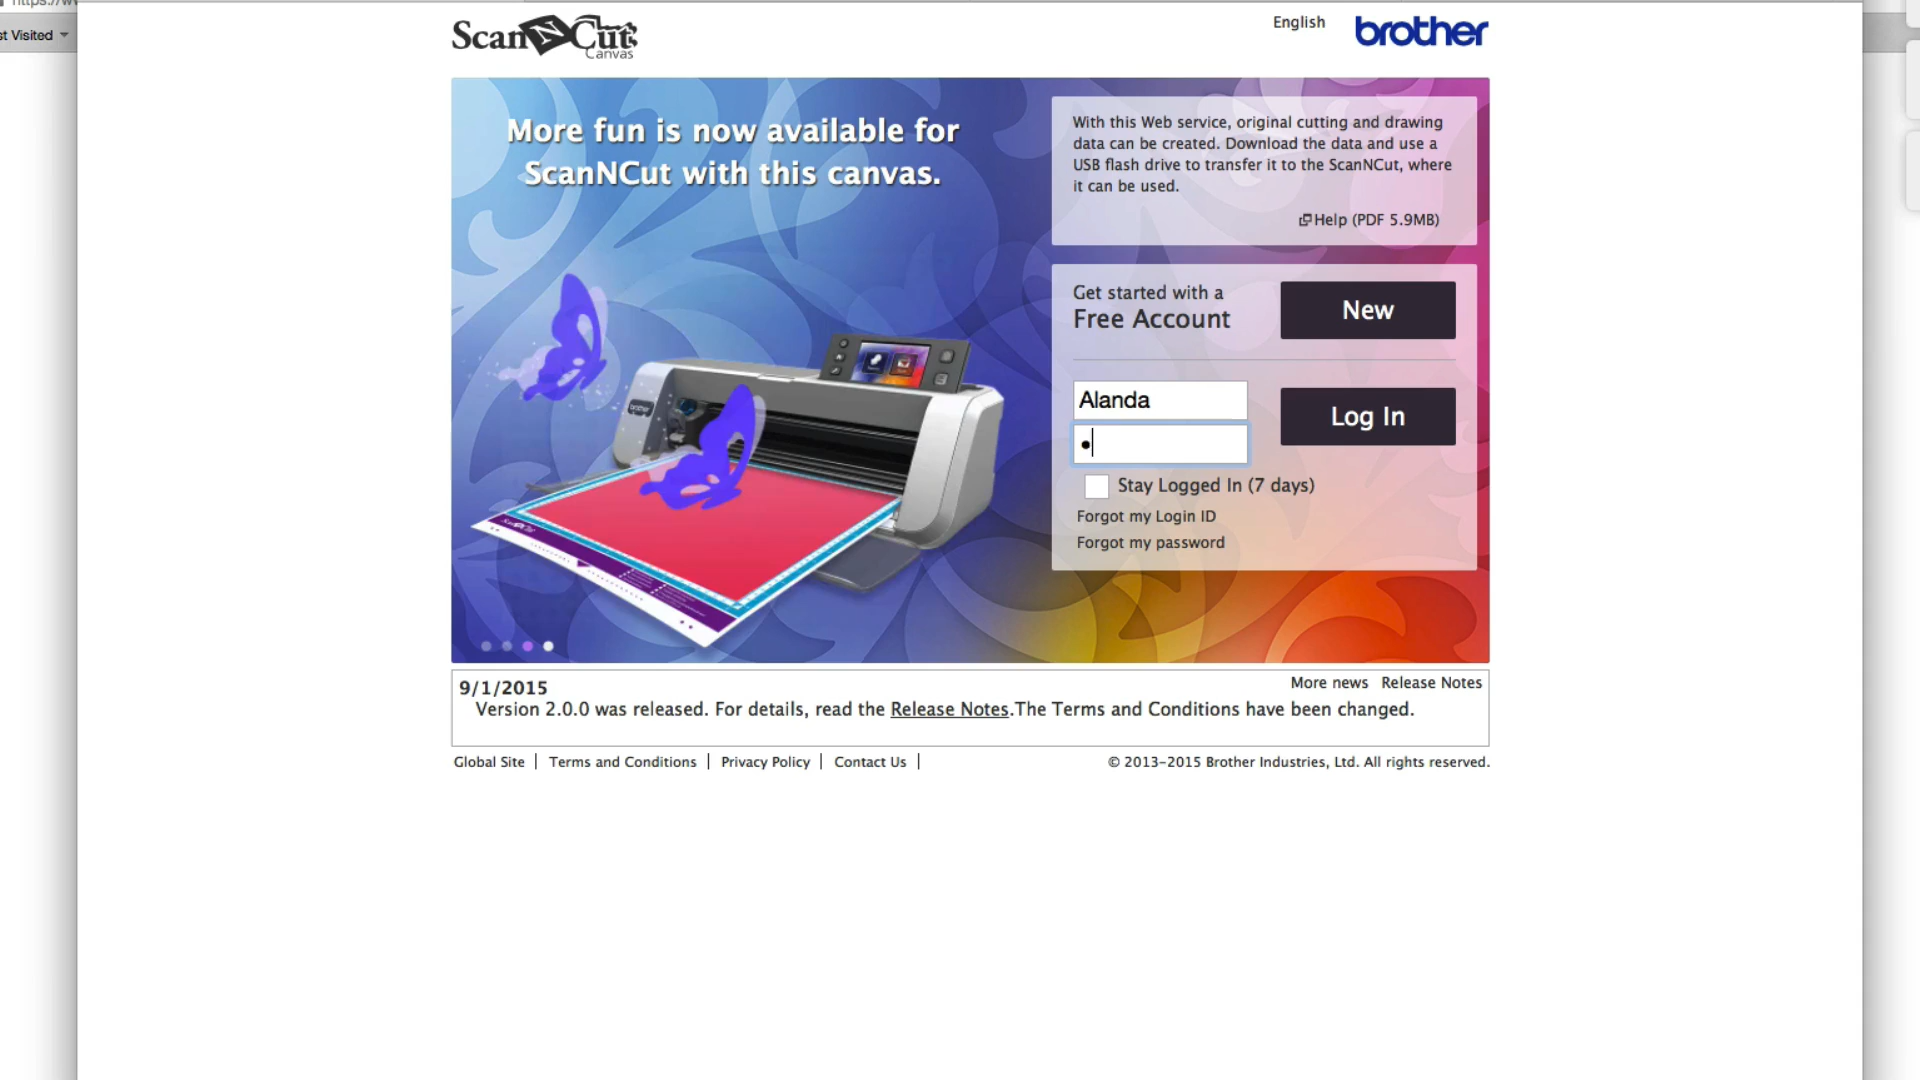 st Visited
ScanNCut
Canvas
English
brother
More fun is now available for
ScanNCut with this canvas.
With this Web service, original cutting and drawing
data can be created. Download the data and use a
USB flash drive to transfer it to the ScanNCut, where
it can be used.
Help (PDF 5.9MB)
Get started with a
Free Account
New
Alanda
Log In
Stay Logged In (7 days)
Forgot my Login ID
Forgot my password
brother
ScanNCut
9/1/2015
More news Release Notes
Version 2.0.0 was released. For details, read the Release Notes.The Terms and Conditions have been changed.
Global Site | Terms and Conditions | Privacy Policy | Contact Us |
© 2013-2015 Brother Industries, Ltd. All rights reserved.